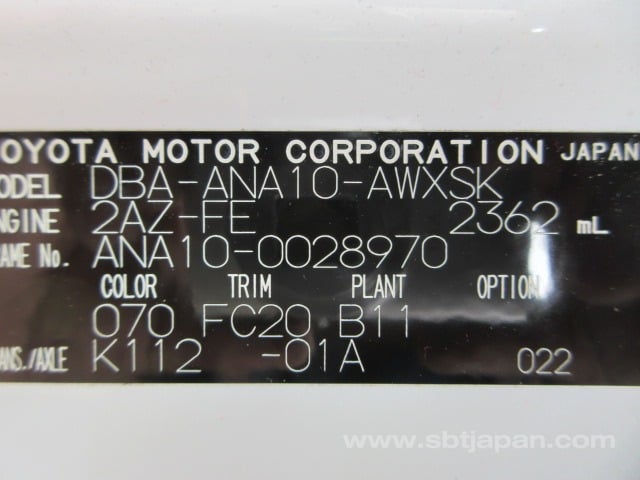 OYOTA MOTOR CORPORATION JAPAN
ODEL DBA-ANA10-AWXSK
NGINE 2AZ-FE 2362 mL
AME No. ANA10-0028970
COLOR TRIM PLANT OPTION
070 FC20 B11
ANS./AXLE K112 -01A 022
www.sbtjapan.com